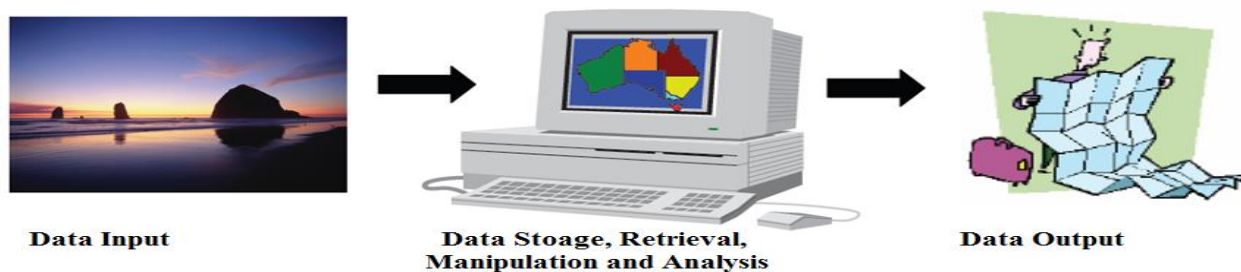 Data Input
Data Stoage, Retrieval,
Manipulation and Analysis
Data Output